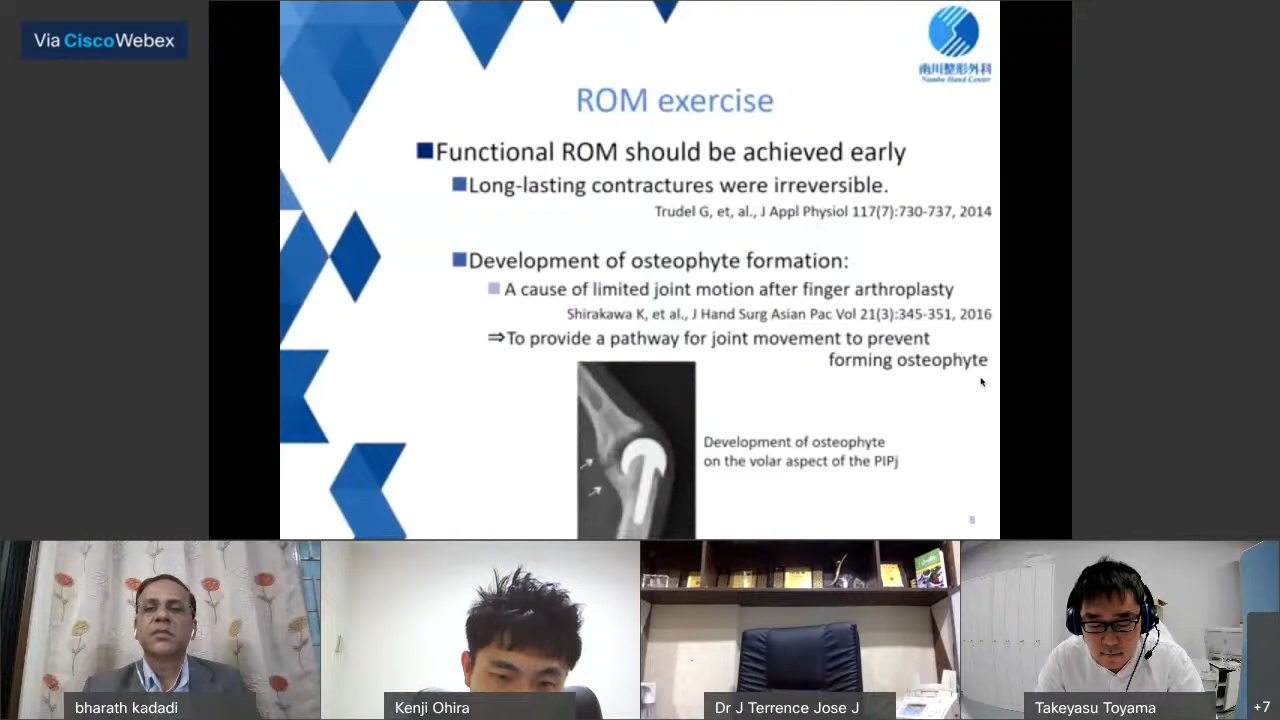 Via CiscoWebex
南川整形外科
Nanbu Hand Center
ROM exercise
Functional ROM should be achieved early
Long-lasting contractures were irreversible.
Trudel G, et, al., J Appl Physiol 117(7):730-737, 2014
Development of osteophyte formation:
A cause of limited joint motion after finger arthroplasty
Shirakawa K, et al., J Hand Surg Asian Pac Vol 21(3):345-351, 2016
⇒To provide a pathway for joint movement to prevent
forming osteophyte
Development of osteophyte
on the volar aspect of the PIPj
8
bharath kadadi
Kenji Ohira
Dr J Terrence Jose J
Takeyasu Toyama
+7